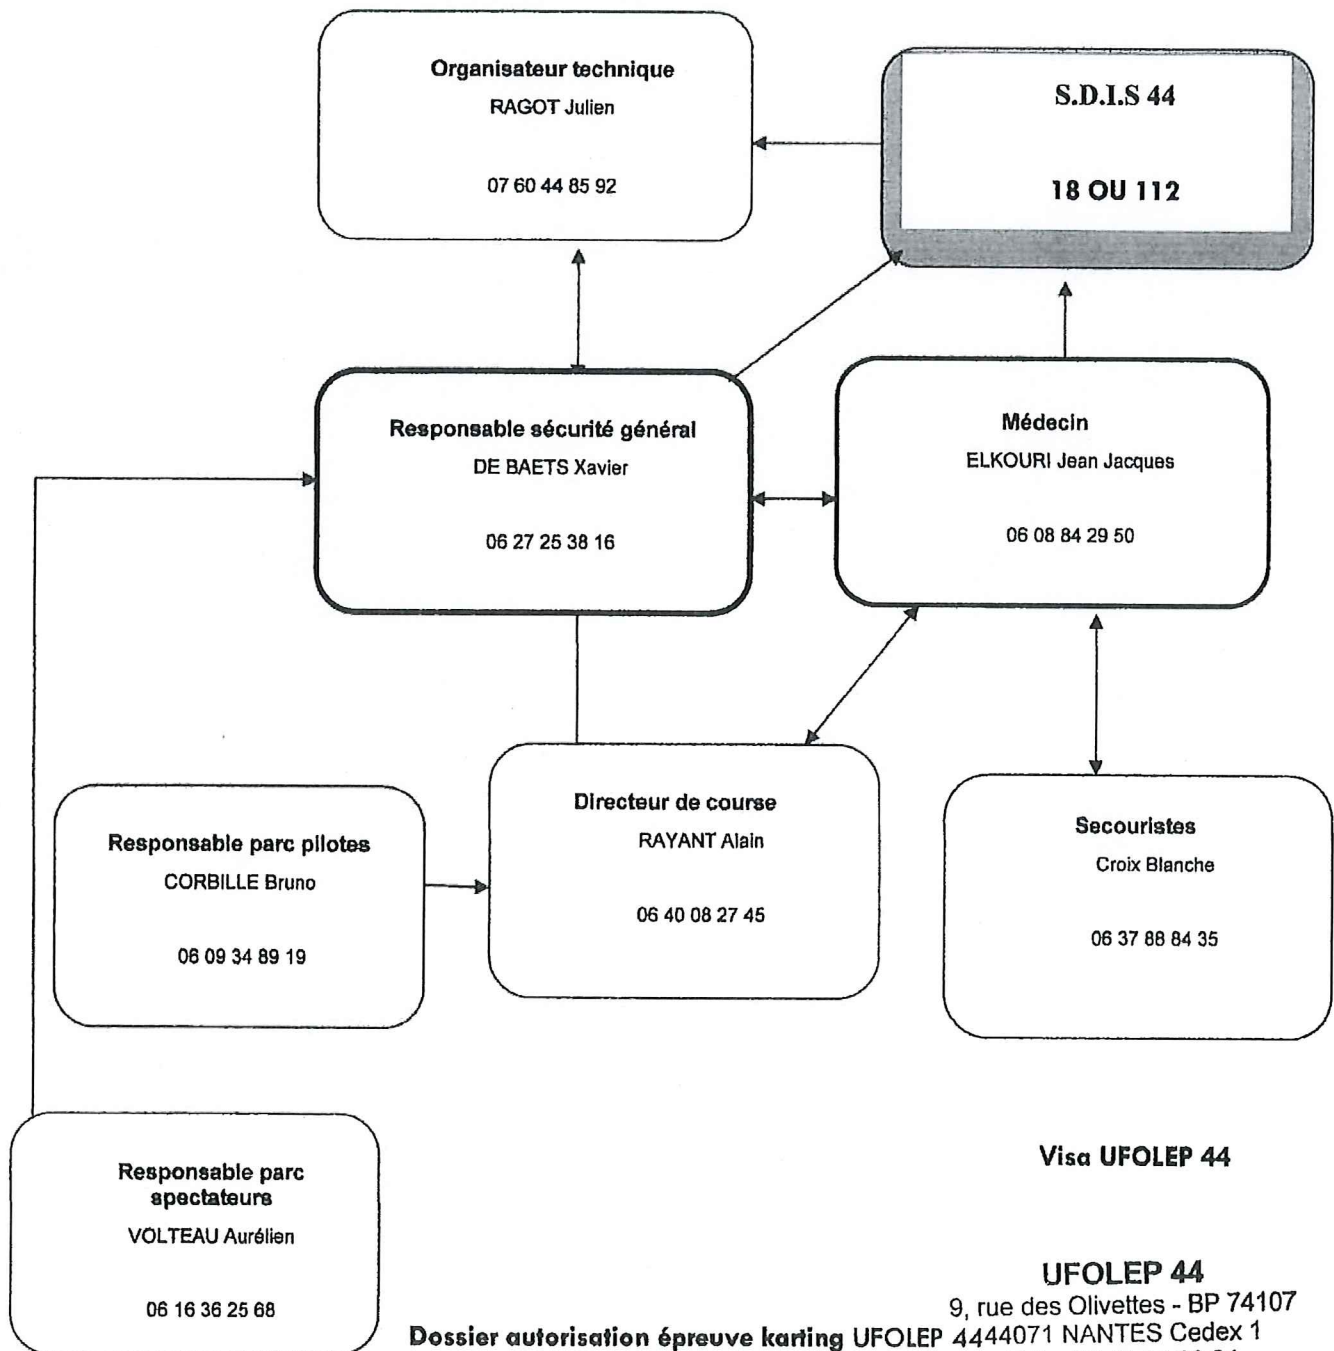 Organisateur technique
RAGOT Julien
07 60 44 85 92
S.D.I.S 44
18 OU 112
Responsable sécurité général
DE BAETS Xavier
06 27 25 38 16
Médecin
ELKOURI Jean Jacques
06 08 84 29 50
Directeur de course
RAYANT Alain
06 40 08 27 45
Responsable parc pilotes
CORBILLE Bruno
06 09 34 89 19
Secouristes
Croix Blanche
06 37 88 84 35
Responsable parc
spectateurs
VOLTEAU Aurélien
06 16 36 25 68
Visa UFOLEP 44
UFOLEP 44
9, rue des Olivettes - BP 74107
44071 NANTES Cedex 1
Dossier autorisation épreuve karting UFOLEP 44